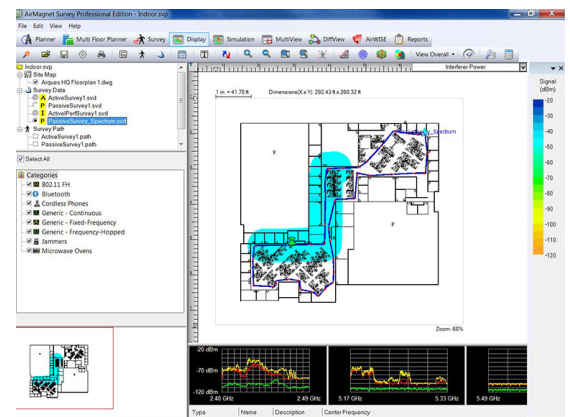 AirMagnet Survey Professional Edition - Indoor.svp
File Edit View Help
Planner Multi Floor Planner Survey Display Simulation MultiView DiffView AirWISE Reports
View Overall
Indoor.svp
Site Map
Arques HQ Floorplan 1.dwg
Survey Data
A ActiveSurvey1.svd
P PassiveSurvey1.svd
I ActivePerfSurvey1.svd
P PassiveSurvey_Spectrum.svd
Survey Path
ActiveSurvey1.path
PassiveSurvey1.path
Select All
Categories
802.11 FH
Bluetooth
Cordless Phones
Generic - Continuous
Generic - Fixed-Frequency
Generic - Frequency-Hopped
Jammers
Microwave Ovens
Interferer Power
1 in. = 41.78 ft Dimensions(X x Y): 292.43 ft x 260.32 ft
Spectrum
Zoom: 68%
Signal
(dBm)
-20
-30
-40
-50
-60
-70
-80
-90
-100
-110
-120
-20 dBm
-70 dBm
-120 dBm
2.40 GHz 2.49 GHz 5.17 GHz 5.33 GHz 5.49 GHz
Type Name Description Center Frequency